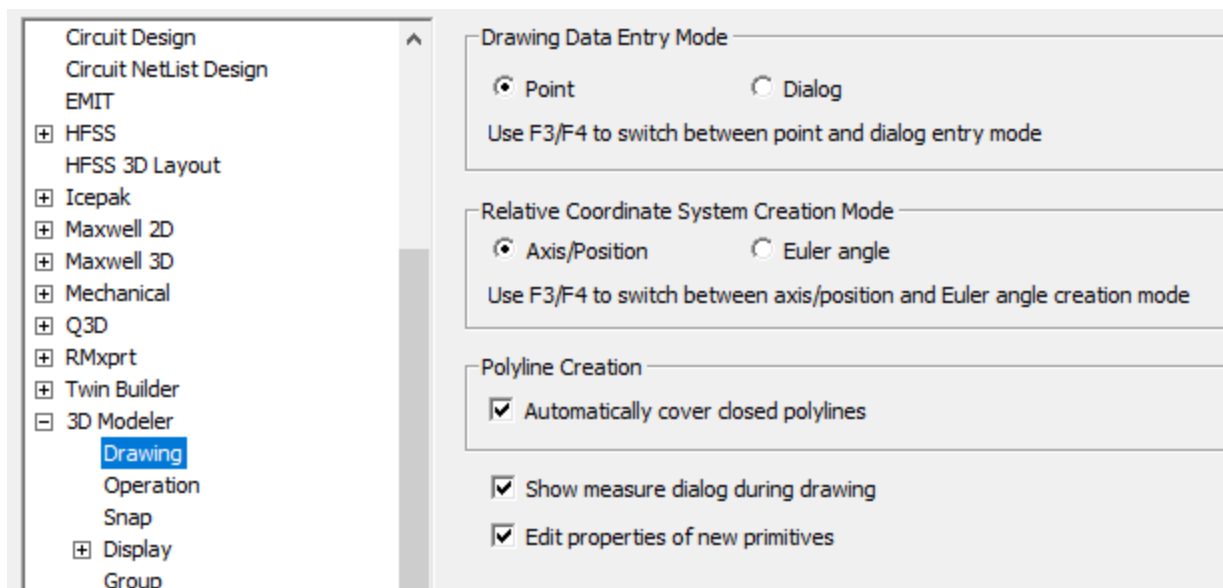 Circuit Design
Circuit NetList Design
EMIT
HFSS
HFSS 3D Layout
Icepak
Maxwell 2D
Maxwell 3D
Mechanical
Q3D
RMxprt
Twin Builder
3D Modeler
Drawing
Operation
Snap
Display
Group
Drawing Data Entry Mode
Point
Dialog
Use F3/F4 to switch between point and dialog entry mode
Relative Coordinate System Creation Mode
Axis/Position
Euler angle
Use F3/F4 to switch between axis/position and Euler angle creation mode
Polyline Creation
Automatically cover closed polylines
Show measure dialog during drawing
Edit properties of new primitives